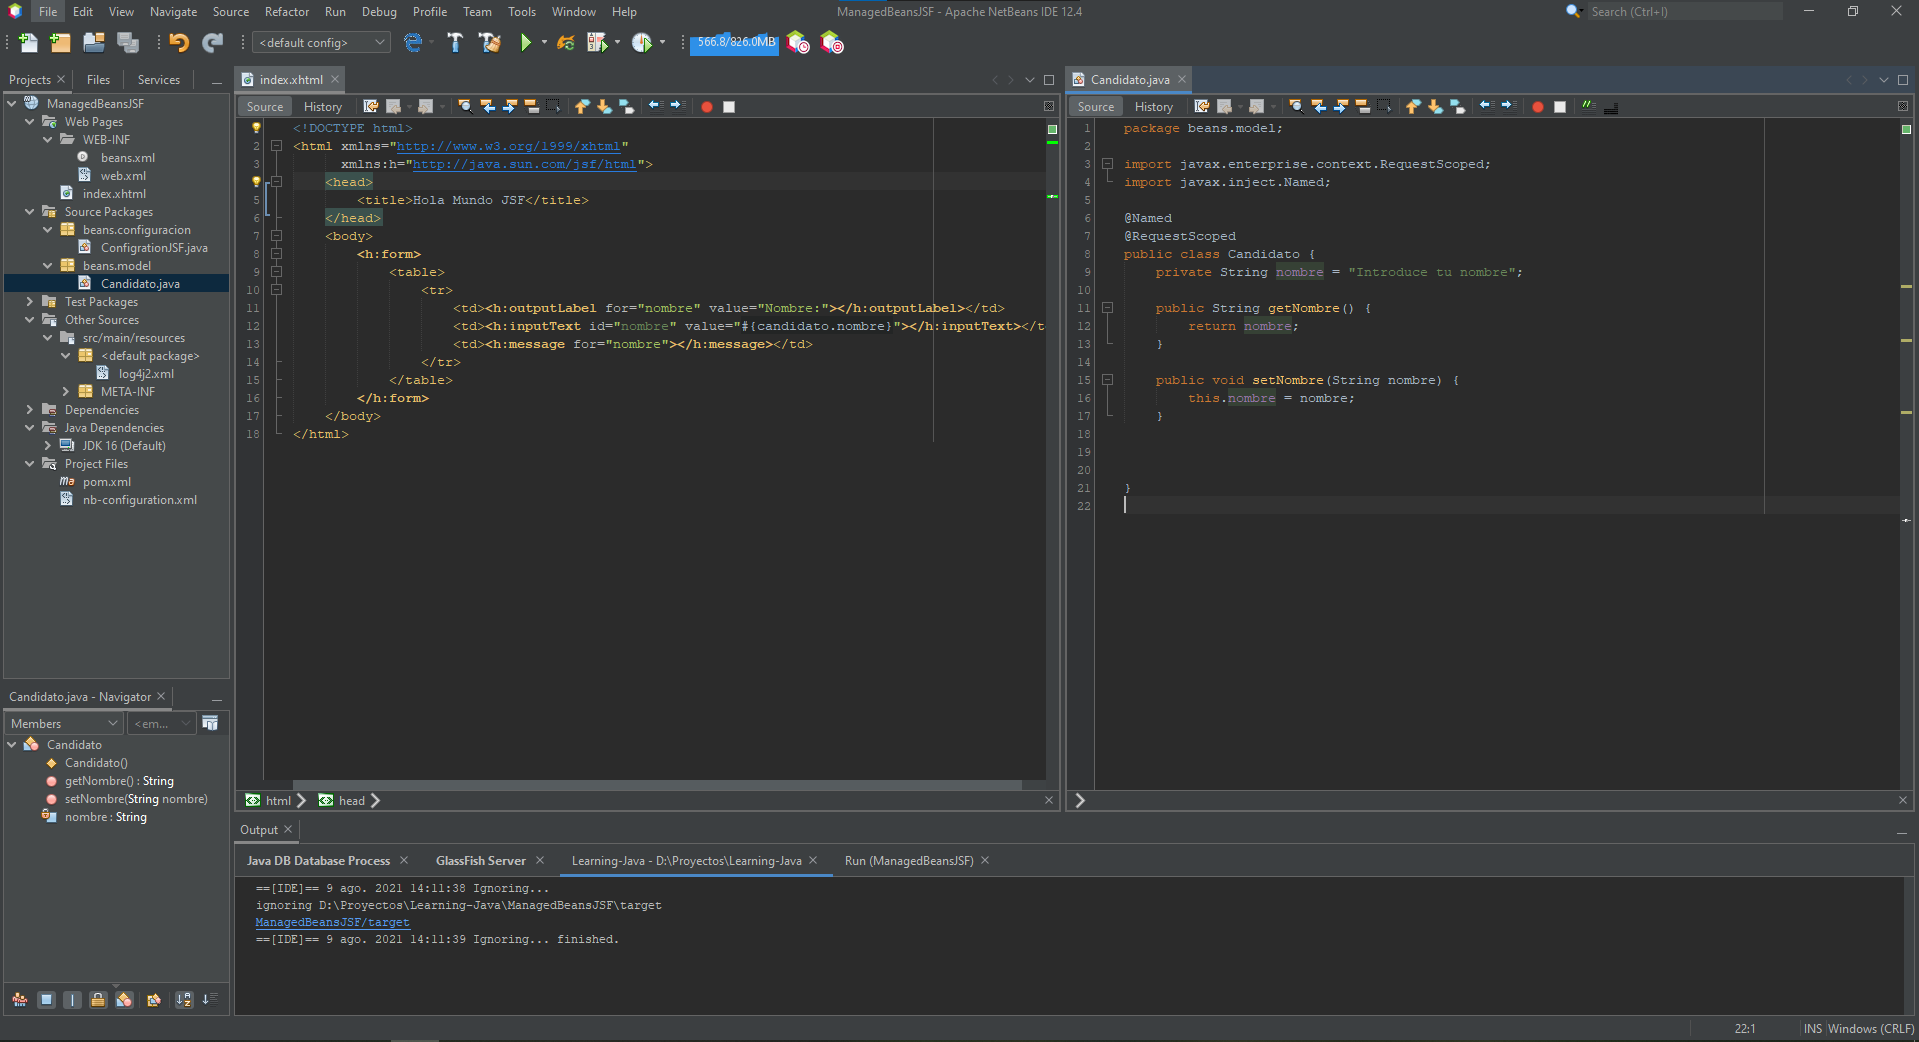 File Edit View Navigate Source Refactor Run Debug Profile Team Tools Window Help
ManagedBeansJSF - Apache NetBeans IDE 12.4
Search (Ctrl+I)
<default config>
566.8/826.0MB
Projects Files Services
ManagedBeansJSF
Web Pages
WEB-INF
beans.xml
web.xml
index.xhtml
Source Packages
beans.configuracion
ConfigrationJSF.java
beans.model
Candidato.java
Test Packages
Other Sources
src/main/resources
<default package>
log4j2.xml
META-INF
Dependencies
Java Dependencies
JDK 16 (Default)
Project Files
pom.xml
nb-configuration.xml
Candidato.java - Navigator
Members
<em...
Candidato
Candidato()
getNombre() : String
setNombre(String nombre)
nombre : String
index.xhtml
Source History
<!DOCTYPE html>
2 <html xmlns="http://www.w3.org/1999/xhtml"
3 xmlns:h="http://java.sun.com/jsf/html">
<head>
5 <title>Hola Mundo JSF</title>
6 </head>
7 <body>
8 <h:form>
9 <table>
10 <tr>
11 <td><h:outputLabel for="nombre" value="Nombre:"></h:outputLabel></td>
12 <td><h:inputText id="nombre" value="#{candidato.nombre}"></h:inputText></t
13 <td><h:message for="nombre"></h:message></td>
14 </tr>
15 </table>
16 </h:form>
17 </body>
18 </html>
html head
Candidato.java
Source History
1 package beans.model;
2
3 import javax.enterprise.context.RequestScoped;
4 import javax.inject.Named;
5
6 @Named
7 @RequestScoped
8 public class Candidato {
9 private String nombre = "Introduce tu nombre";
10
11 public String getNombre() {
12 return nombre;
13 }
14
15 public void setNombre(String nombre) {
16 this.nombre = nombre;
17 }
18
19
20
21 }
22
Output
Java DB Database Process GlassFish Server Learning-Java - D:\Proyectos\Learning-Java Run (ManagedBeansJSF)
==[IDE]== 9 ago. 2021 14:11:38 Ignoring...
ignoring D:\Proyectos\Learning-Java\ManagedBeansJSF\target
ManagedBeansJSF/target
==[IDE]== 9 ago. 2021 14:11:39 Ignoring... finished.
22:1 INS Windows (CRLF)